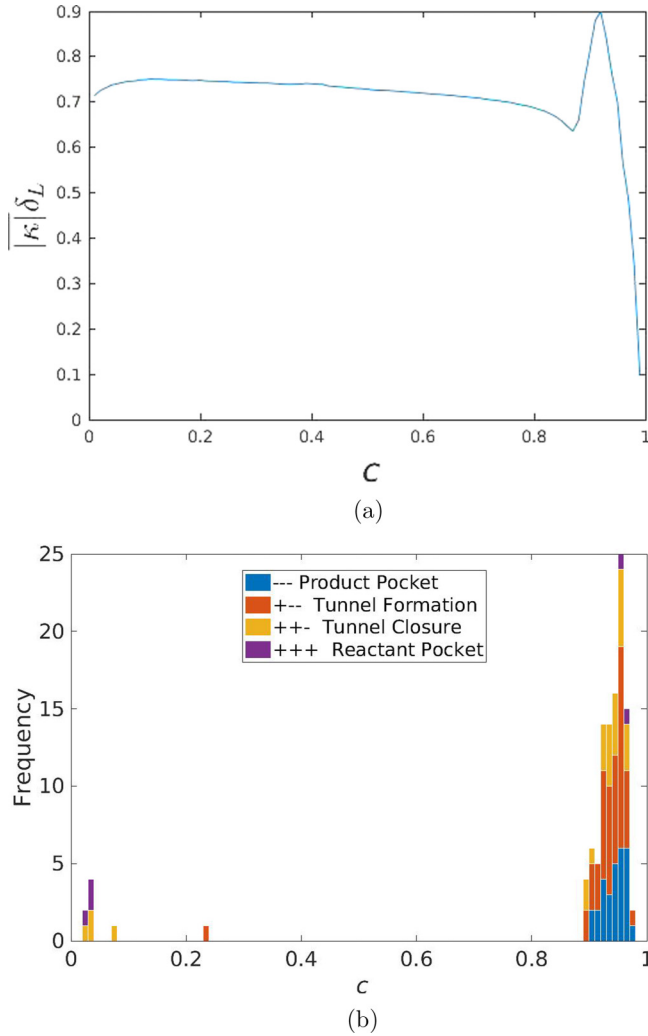 0.9
0.8
0.7
0.6
0.5
0.4
0.3
0.2
0.1
0
|κ|δL
0 0.2 0.4 0.6 0.8 1
C
(a)
25
20
15
10
5
0
Frequency
--- Product Pocket
+-- Tunnel Formation
++- Tunnel Closure
+++ Reactant Pocket
0 0.2 0.4 0.6 0.8 1
c
(b)